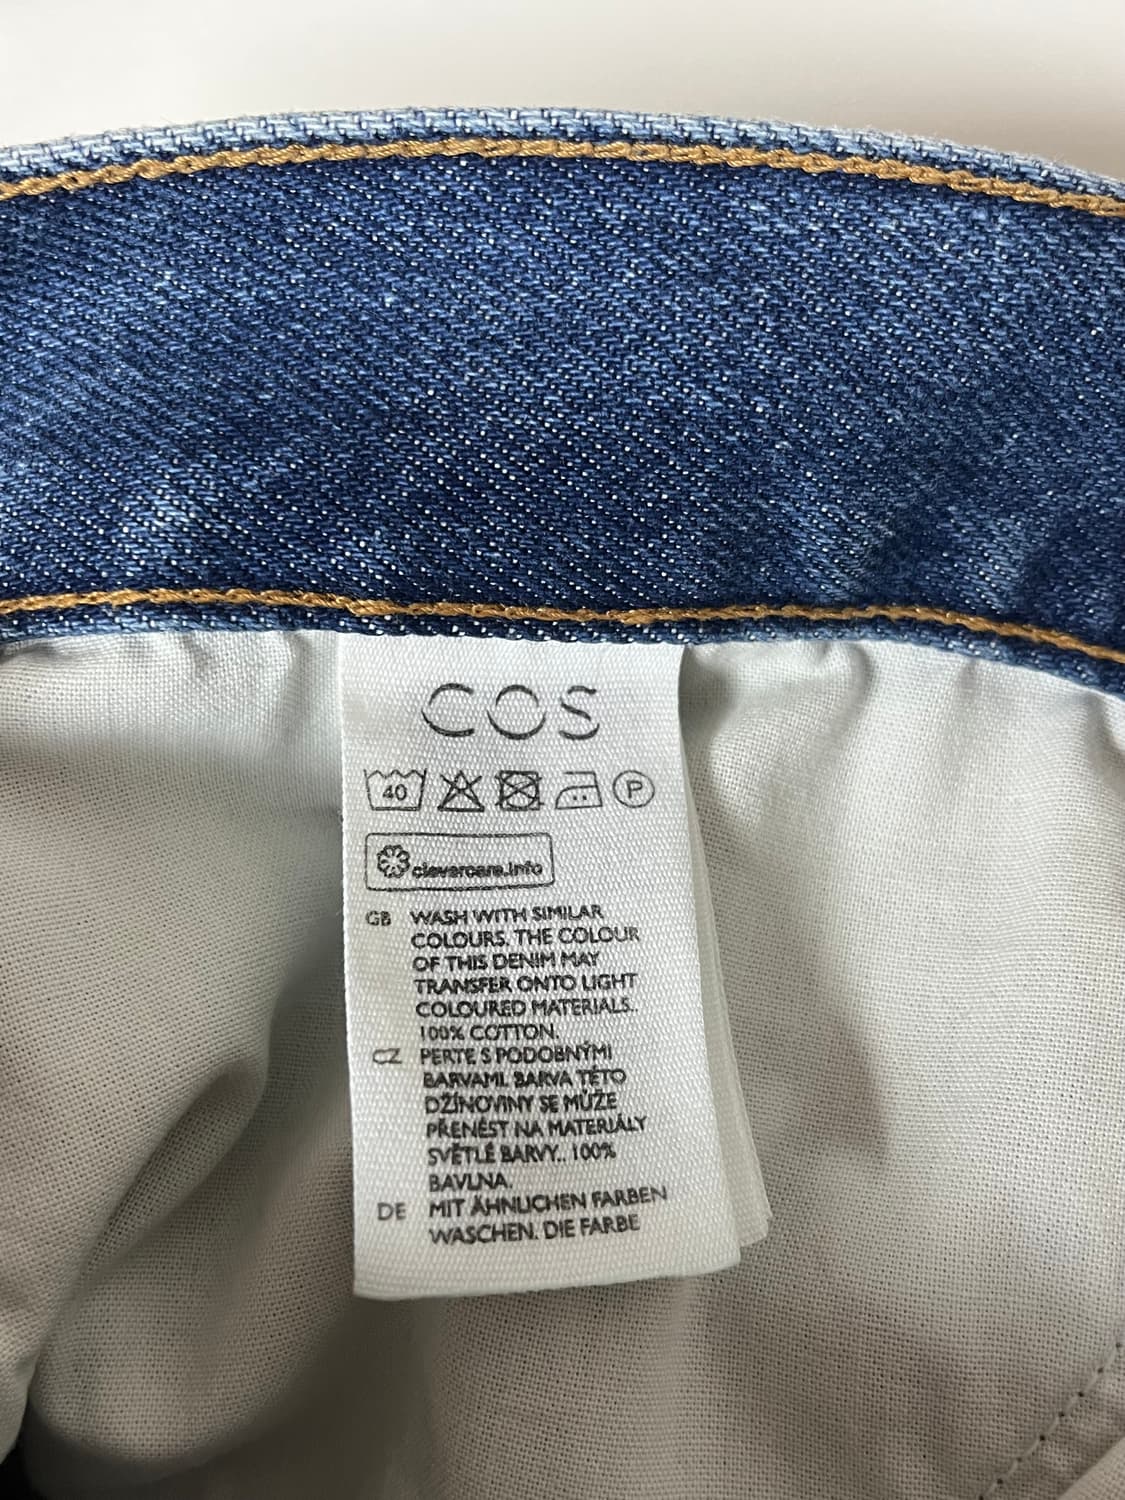 COS
40 P
clevercare.info
GB WASH WITH SIMILAR
COLOURS. THE COLOUR
OF THIS DENIM MAY
TRANSFER ONTO LIGHT
COLOURED MATERIALS..
100% COTTON.
CZ PERTE S PODOBNÝMI
BARVAMI. BARVA TÉTO
DŽÍNOVINY SE MŮŽE
PŘENÉST NA MATERIÁLY
SVĚTLÉ BARVY.. 100%
BAVLNA.
DE MIT ÄHNLICHEN FARBEN
WASCHEN. DIE FARBE